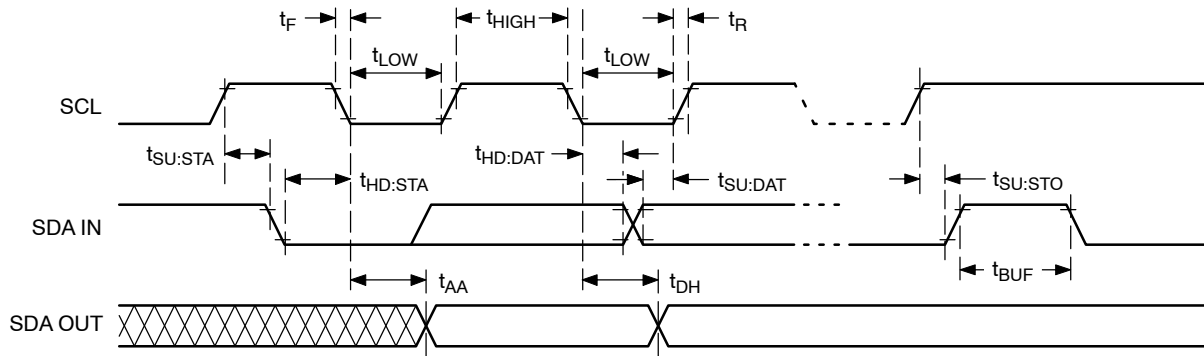 tF
tHIGH
tR
tLOW
tLOW
SCL
tSU:STA
tHD:STA
tHD:DAT
tSU:DAT
tSU:STO
SDA IN
tBUF
tAA
tDH
SDA OUT